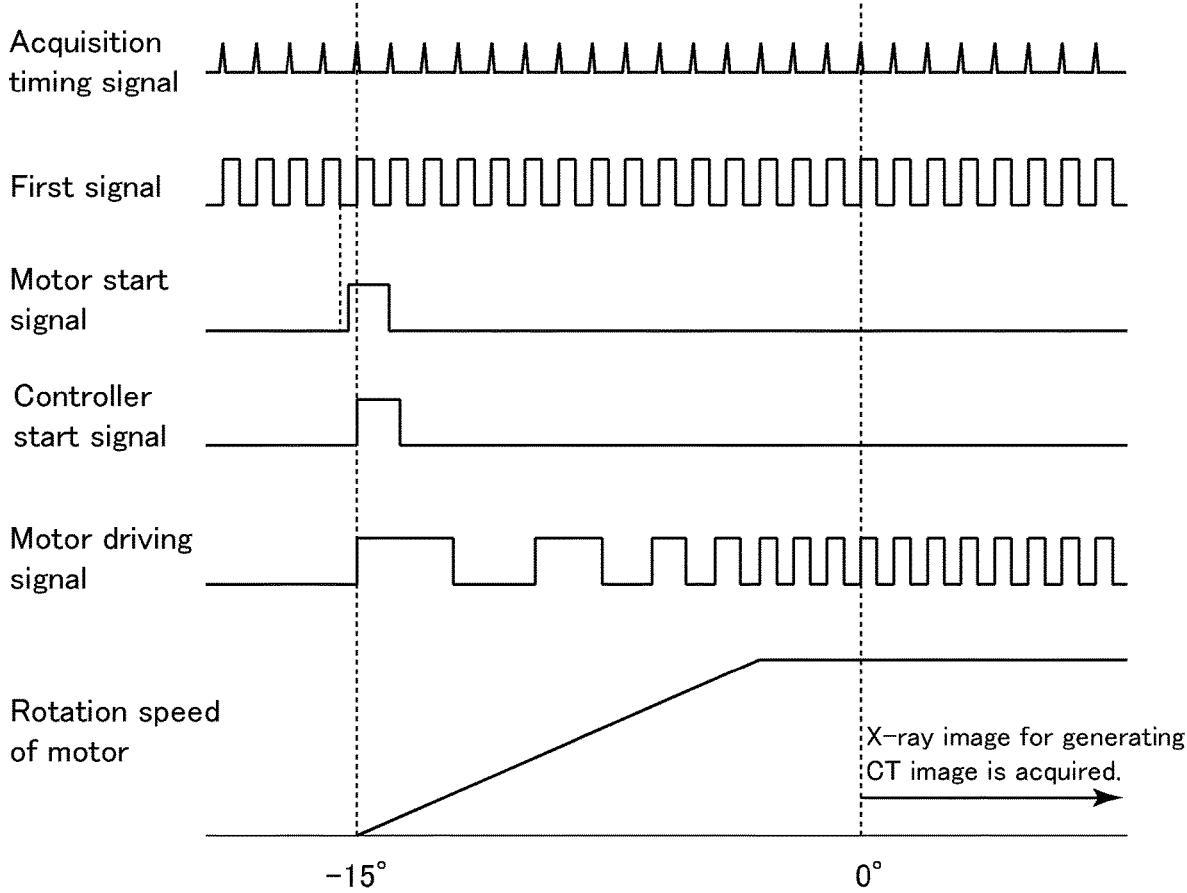 Acquisition
timing signal
First signal
Motor start
signal
Controller
start signal
Motor driving
signal
Rotation speed
of motor
X-ray image for generating
CT image is acquired.
-15°
0°